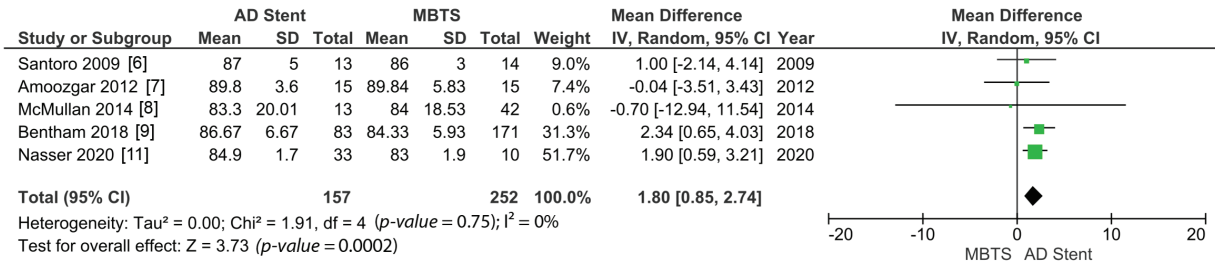 AD Stent MBTS Mean Difference Mean Difference
Study or Subgroup Mean SD Total Mean SD Total Weight IV, Random, 95% CI Year IV, Random, 95% CI
Santoro 2009 [6] 87 5 13 86 3 14 9.0% 1.00 [-2.14, 4.14] 2009
Amoozgar 2012 [7] 89.8 3.6 15 89.84 5.83 15 7.4% -0.04 [-3.51, 3.43] 2012
McMullan 2014 [8] 83.3 20.01 13 84 18.53 42 0.6% -0.70 [-12.94, 11.54] 2014
Bentham 2018 [9] 86.67 6.67 83 84.33 5.93 171 31.3% 2.34 [0.65, 4.03] 2018
Nasser 2020 [11] 84.9 1.7 33 83 1.9 10 51.7% 1.90 [0.59, 3.21] 2020
Total (95% CI) 157 252 100.0% 1.80 [0.85, 2.74]
Heterogeneity: Tau² = 0.00; Chi² = 1.91, df = 4 (p-value = 0.75); I² = 0%
Test for overall effect: Z = 3.73 (p-value = 0.0002)
-20 -10 0 10 20
MBTS AD Stent